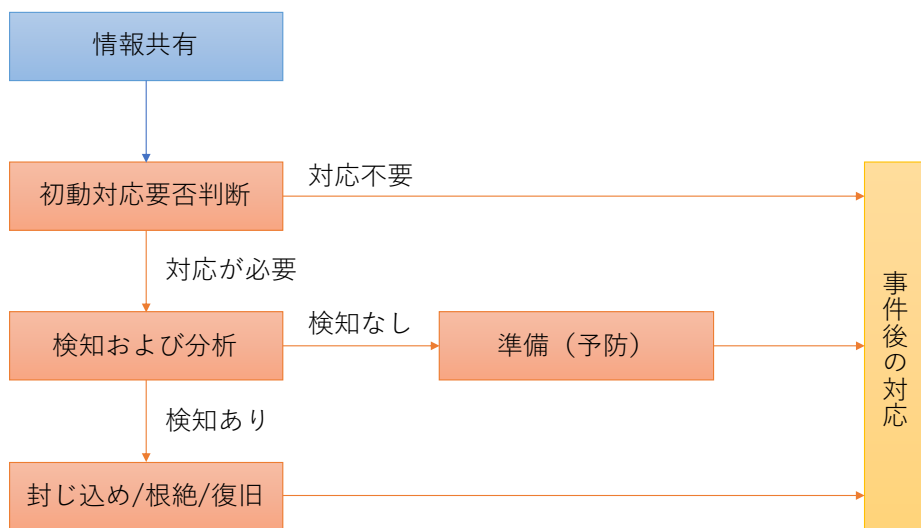 情報共有
初動対応要否判断
対応不要
対応が必要
検知および分析
検知なし
準備（予防）
事件後の対応
検知あり
封じ込め/根絶/復旧